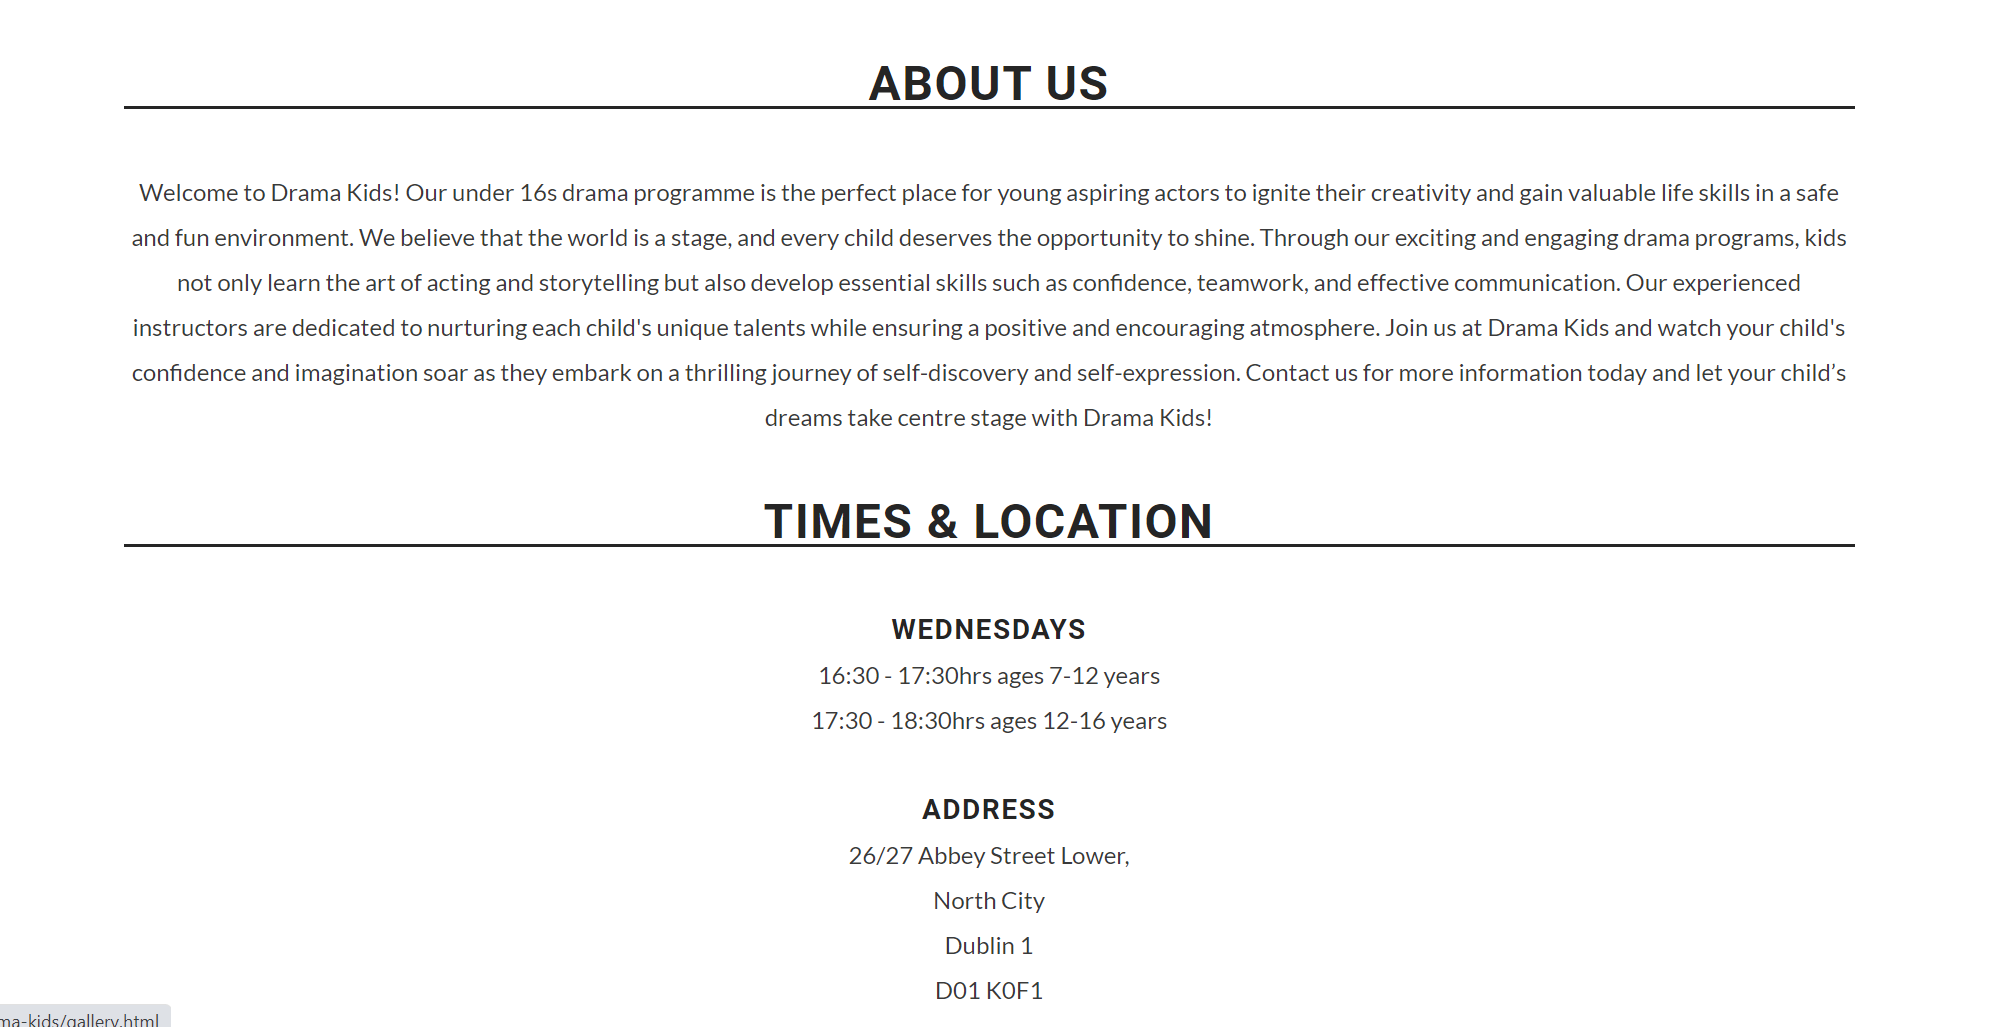 ABOUT US
Welcome to Drama Kids! Our under 16s drama programme is the perfect place for young aspiring actors to ignite their creativity and gain valuable life skills in a safe
and fun environment. We believe that the world is a stage, and every child deserves the opportunity to shine. Through our exciting and engaging drama programs, kids
not only learn the art of acting and storytelling but also develop essential skills such as confidence, teamwork, and effective communication. Our experienced
instructors are dedicated to nurturing each child's unique talents while ensuring a positive and encouraging atmosphere. Join us at Drama Kids and watch your child's
confidence and imagination soar as they embark on a thrilling journey of self-discovery and self-expression. Contact us for more information today and let your child’s
dreams take centre stage with Drama Kids!
TIMES & LOCATION
WEDNESDAYS
16:30 - 17:30hrs ages 7-12 years
17:30 - 18:30hrs ages 12-16 years
ADDRESS
26/27 Abbey Street Lower,
North City
Dublin 1
D01 K0F1
ma-kids/gallery.html